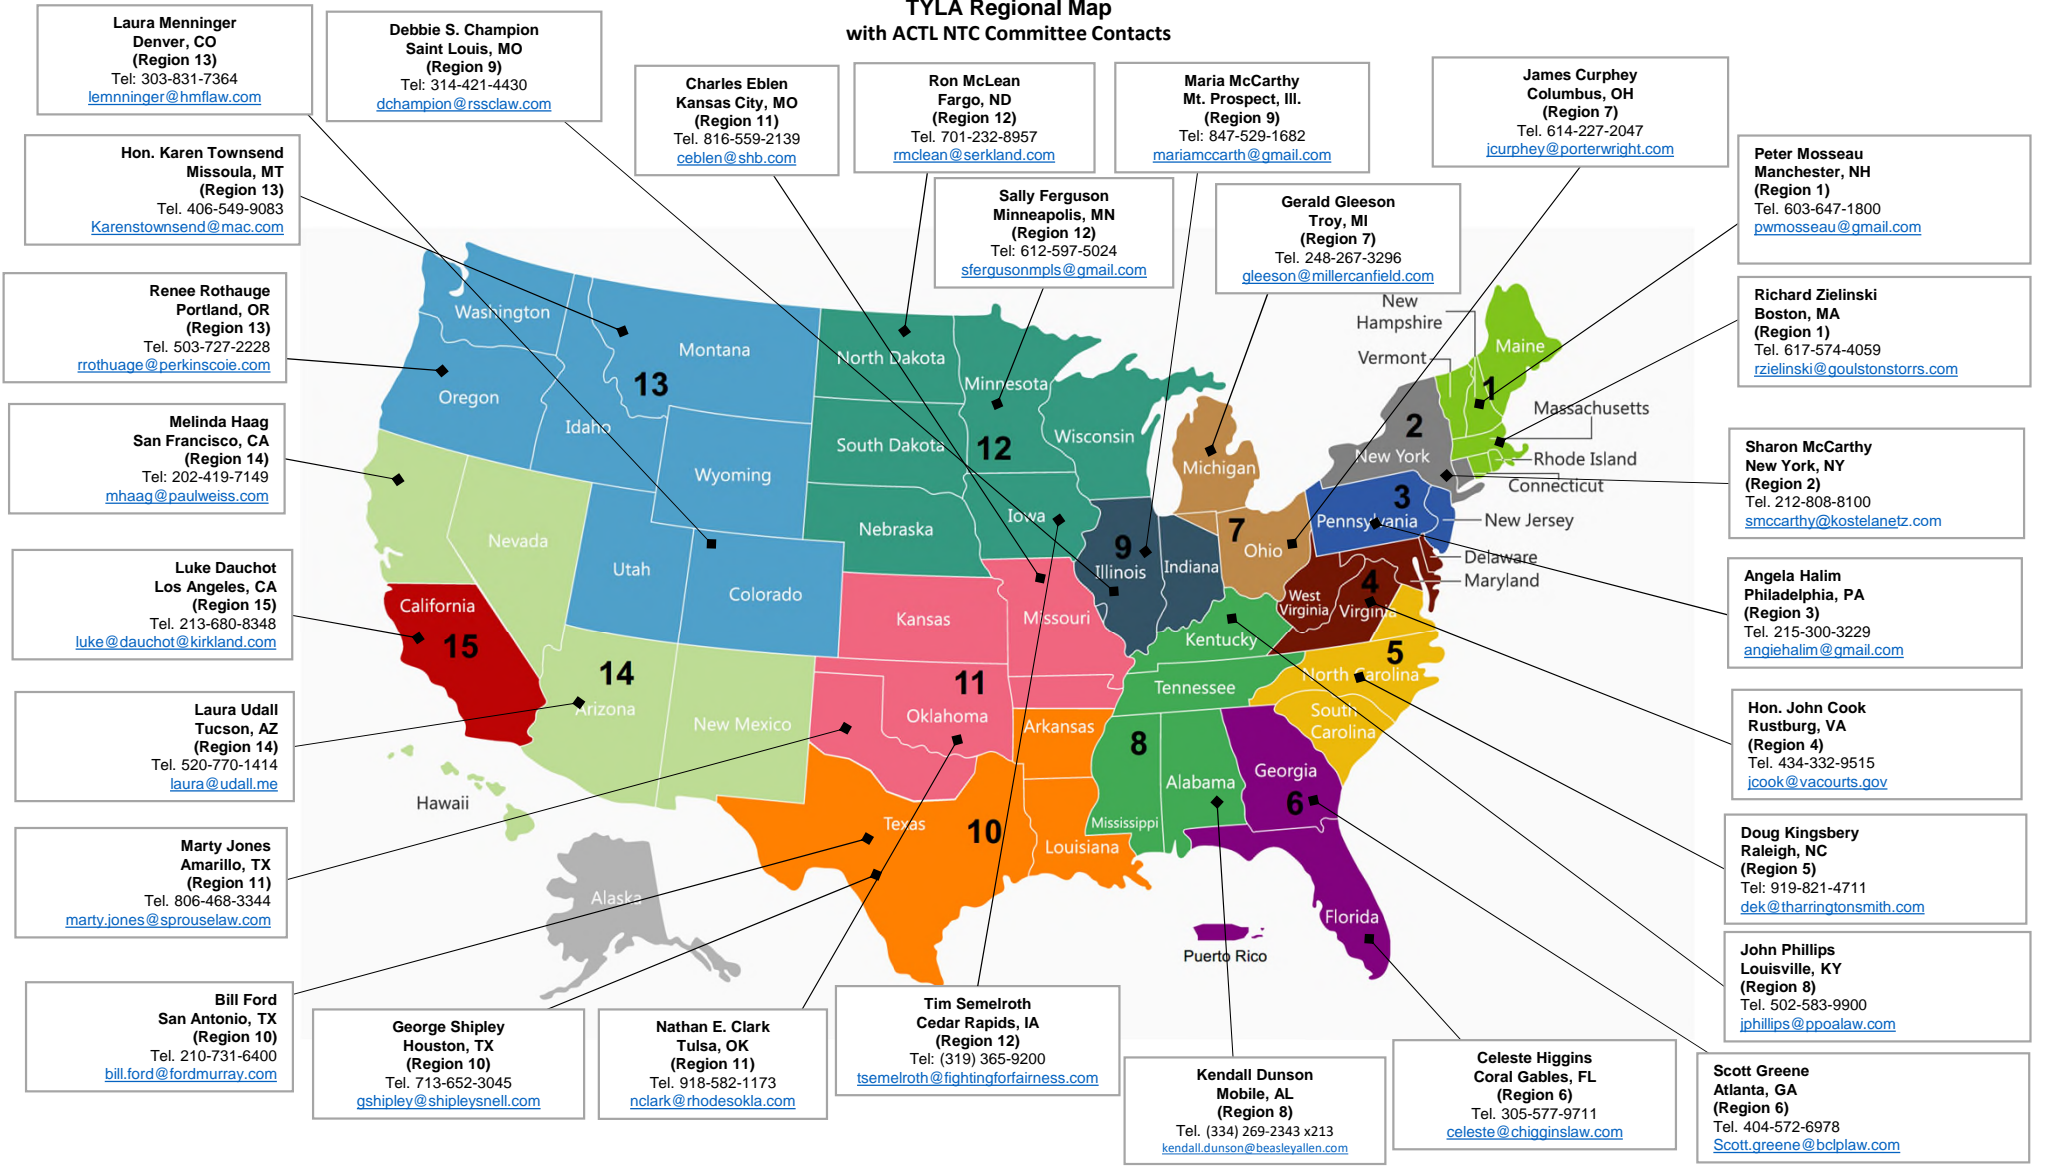 TYLA Regional Map
with ACTL NTC Committee Contacts
Laura Menninger
Denver, CO
(Region 13)
Tel: 303-831-7364
lemnninger@hmflaw.com
Debbie S. Champion
Saint Louis, MO
(Region 9)
Tel: 314-421-4430
dchampion@rssclaw.com
Charles Eblen
Kansas City, MO
(Region 11)
Tel. 816-559-2139
ceblen@shb.com
Ron McLean
Fargo, ND
(Region 12)
Tel. 701-232-8957
rmclean@serkland.com
Maria McCarthy
Mt. Prospect, Ill.
(Region 9)
Tel: 847-529-1682
mariamccarth@gmail.com
James Curphey
Columbus, OH
(Region 7)
Tel. 614-227-2047
jcurphey@porterwright.com
Hon. Karen Townsend
Missoula, MT
(Region 13)
Tel. 406-549-9083
Karenstownsend@mac.com
Sally Ferguson
Minneapolis, MN
(Region 12)
Tel: 612-597-5024
sfergusonmpls@gmail.com
Gerald Gleeson
Troy, MI
(Region 7)
Tel. 248-267-3296
gleeson@millercanfield.com
Peter Mosseau
Manchester, NH
(Region 1)
Tel. 603-647-1800
pwmosseau@gmail.com
Renee Rothauge
Portland, OR
(Region 13)
Tel. 503-727-2228
rrothuage@perkinscoie.com
Richard Zielinski
Boston, MA
(Region 1)
Tel. 617-574-4059
rzielinski@goulstonstorrs.com
Melinda Haag
San Francisco, CA
(Region 14)
Tel: 202-419-7149
mhaag@paulweiss.com
Sharon McCarthy
New York, NY
(Region 2)
Tel. 212-808-8100
smccarthy@kostelanetz.com
Luke Dauchot
Los Angeles, CA
(Region 15)
Tel. 213-680-8348
luke@dauchot@kirkland.com
Angela Halim
Philadelphia, PA
(Region 3)
Tel. 215-300-3229
angiehalim@gmail.com
Laura Udall
Tucson, AZ
(Region 14)
Tel. 520-770-1414
laura@udall.me
Hon. John Cook
Rustburg, VA
(Region 4)
Tel. 434-332-9515
jcook@vacourts.gov
Marty Jones
Amarillo, TX
(Region 11)
Tel. 806-468-3344
marty.jones@sprouselaw.com
Doug Kingsbery
Raleigh, NC
(Region 5)
Tel: 919-821-4711
dek@tharringtonsmith.com
John Phillips
Louisville, KY
(Region 8)
Tel. 502-583-9900
jphillips@ppoalaw.com
Bill Ford
San Antonio, TX
(Region 10)
Tel. 210-731-6400
bill.ford@fordmurray.com
George Shipley
Houston, TX
(Region 10)
Tel. 713-652-3045
gshipley@shipleysnell.com
Nathan E. Clark
Tulsa, OK
(Region 11)
Tel. 918-582-1173
nclark@rhodesokla.com
Tim Semelroth
Cedar Rapids, IA
(Region 12)
Tel: (319) 365-9200
tsemelroth@fightingforfairness.com
Kendall Dunson
Mobile, AL
(Region 8)
Tel. (334) 269-2343 x213
kendall.dunson@beasleyallen.com
Celeste Higgins
Coral Gables, FL
(Region 6)
Tel. 305-577-9711
celeste@chigginslaw.com
Scott Greene
Atlanta, GA
(Region 6)
Tel. 404-572-6978
Scott.greene@bclplaw.com
Washington
Oregon
Idaho
Montana
13
Wyoming
Utah
Colorado
Nevada
California
15
14
Arizona
New Mexico
Hawaii
Alaska
North Dakota
South Dakota
Nebraska
Minnesota
12
Wisconsin
Iowa
Kansas
Missouri
11
Oklahoma
Arkansas
Texas
10
Louisiana
9
Illinois
Indiana
Michigan
7
Ohio
Kentucky
Tennessee
8
Mississippi
Alabama
Georgia
6
Florida
Puerto Rico
5
North Carolina
South
Carolina
4
West
Virginia
Virginia
3
Pennsylvania
2
New York
1
Maine
New
Hampshire
Vermont
Massachusetts
Rhode Island
Connecticut
New Jersey
Delaware
Maryland